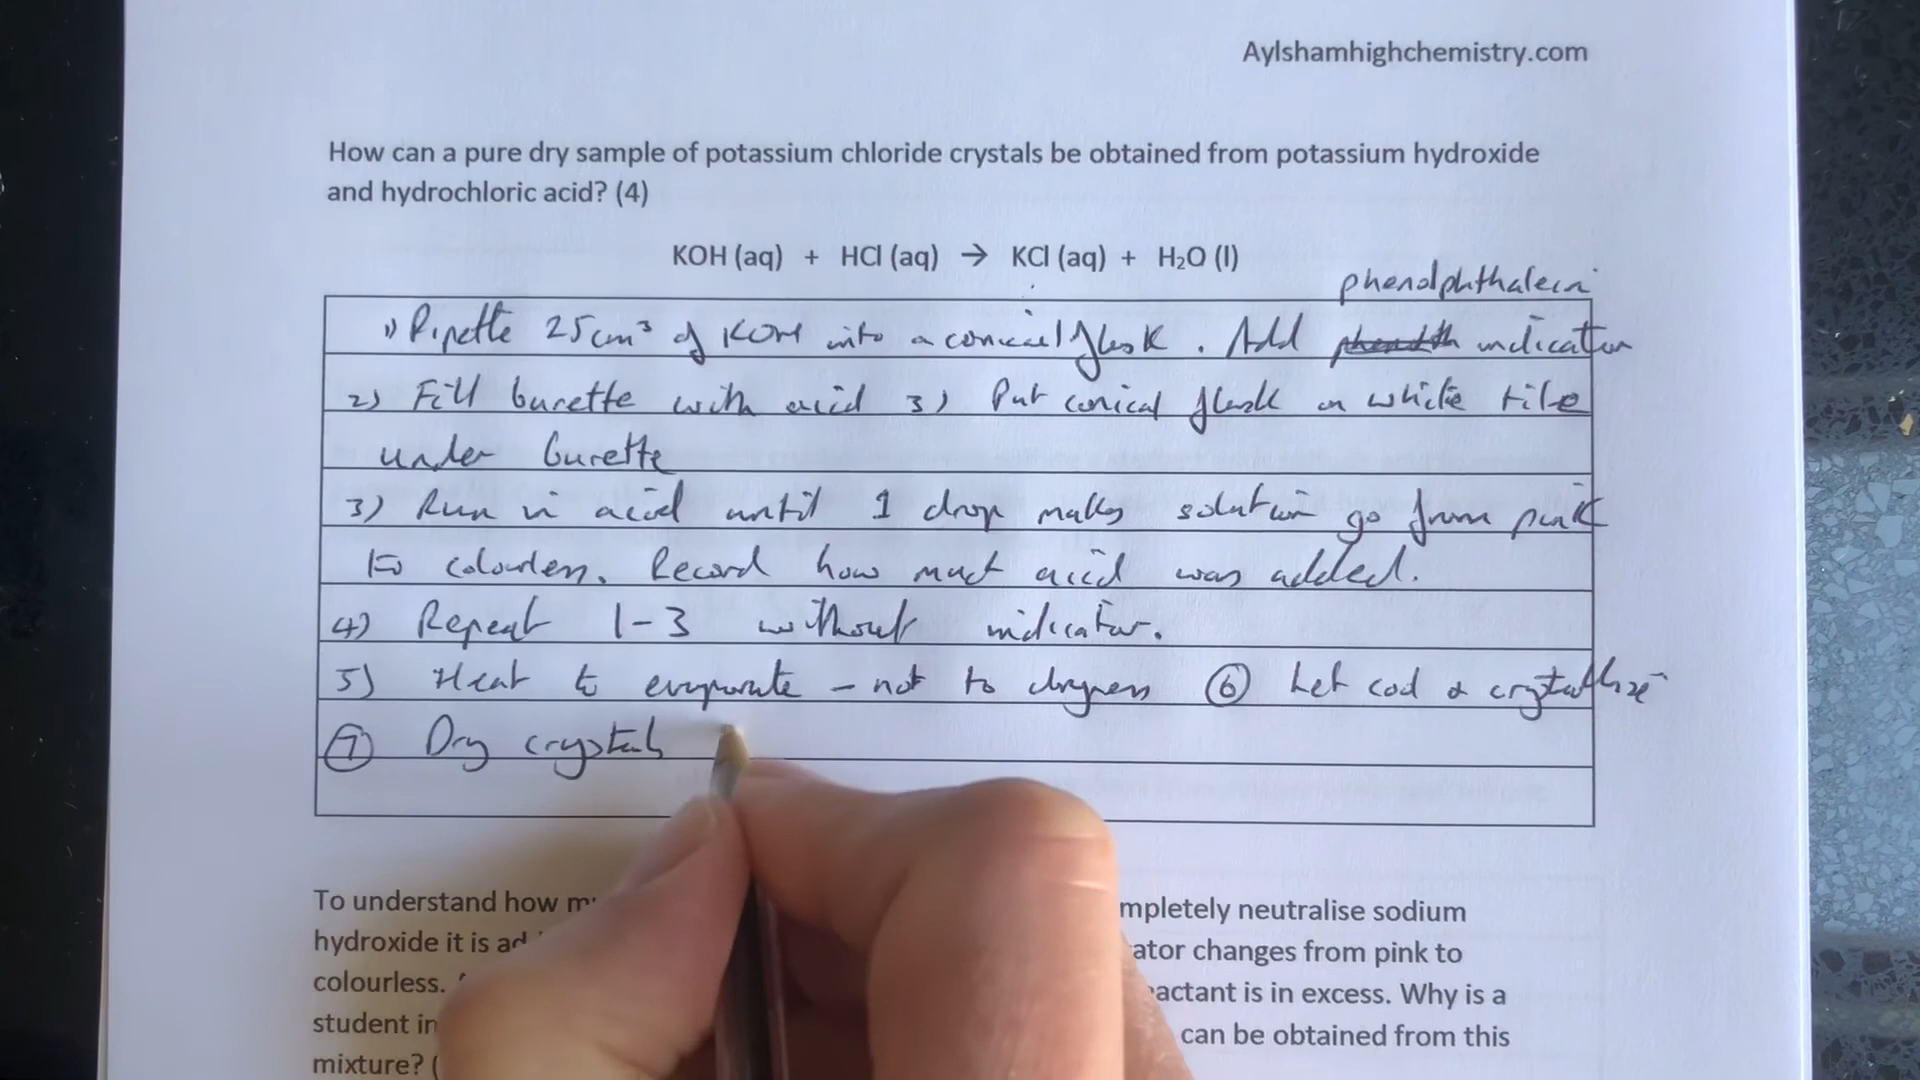 Aylshamhighchemistry.com
How can a pure dry sample of potassium chloride crystals be obtained from potassium hydroxide
and hydrochloric acid? (4)
KOH (aq) + HCl (aq) → KCl (aq) + H₂O (l)
phenolphthalein
1) Pipette 25cm³ of KOH into a conical flask. Add indicator
2) Fill burette with acid 3) Put conical flask on white tile
under burette
3) Run in acid until 1 drop makes solution go from pink
to colourless. Record how much acid was added.
4) Repeat 1-3 without indicator.
5) Heat to evaporate - not to dryness ⑥ Let cool & crystallize
⑦ Dry crystals
To understand how mpletely neutralise sodium
hydroxide it is ator changes from pink to
colourless. actant is in excess. Why is a
student in can be obtained from this
mixture? (